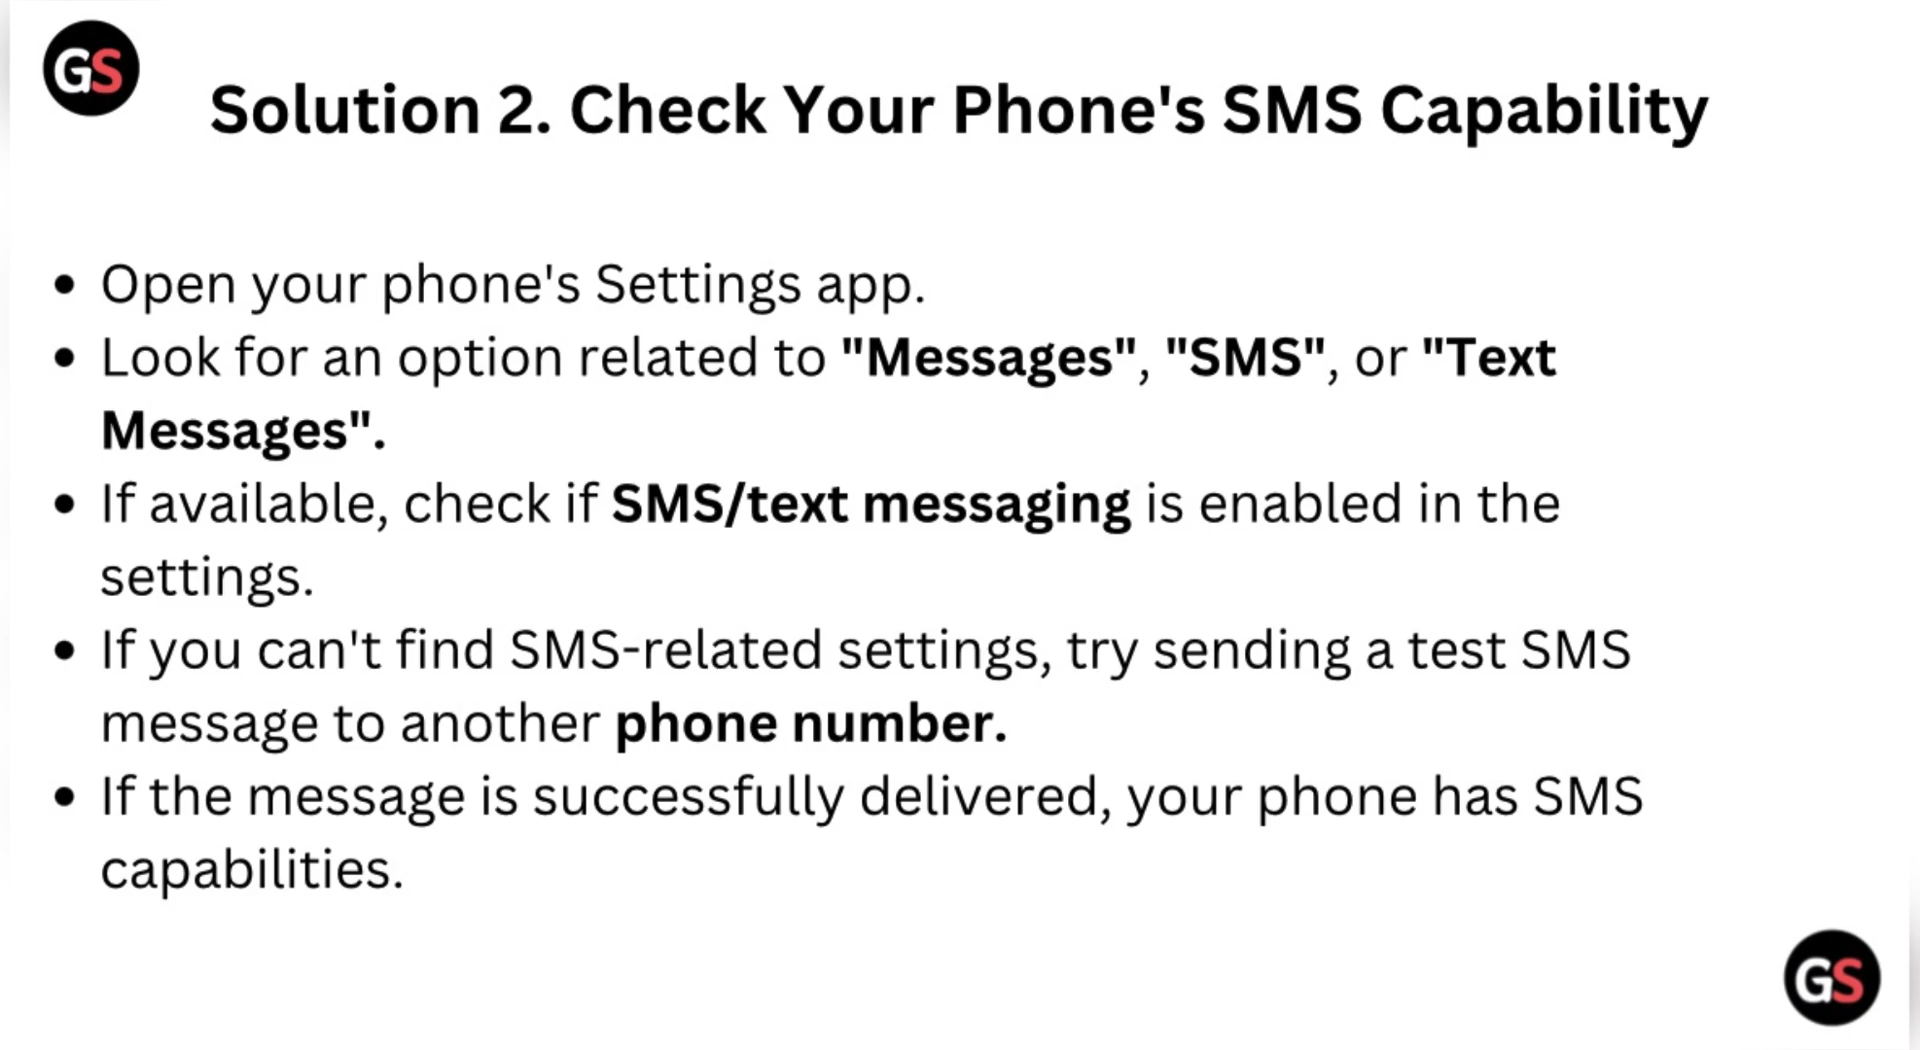 GS
Solution 2. Check Your Phone's SMS Capability
• Open your phone's Settings app.
• Look for an option related to "Messages", "SMS", or "Text
Messages".
• If available, check if SMS/text messaging is enabled in the
settings.
• If you can't find SMS-related settings, try sending a test SMS
message to another phone number.
• If the message is successfully delivered, your phone has SMS
capabilities.
GS